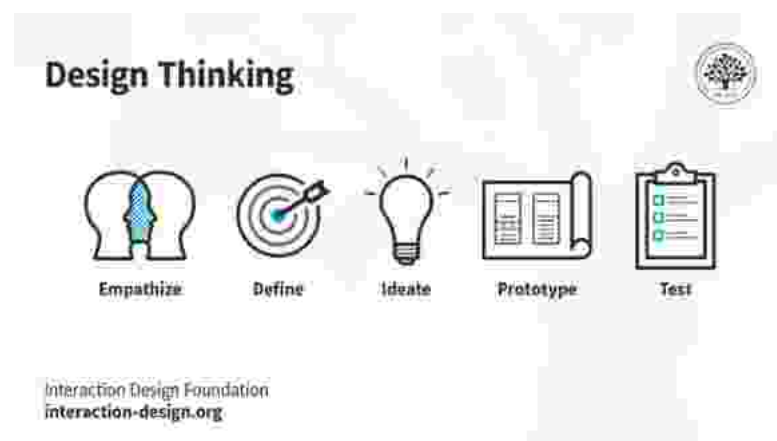 Design Thinking
Empathize
Define
Ideate
Prototype
Test
Interaction Design Foundation
interaction-design.org